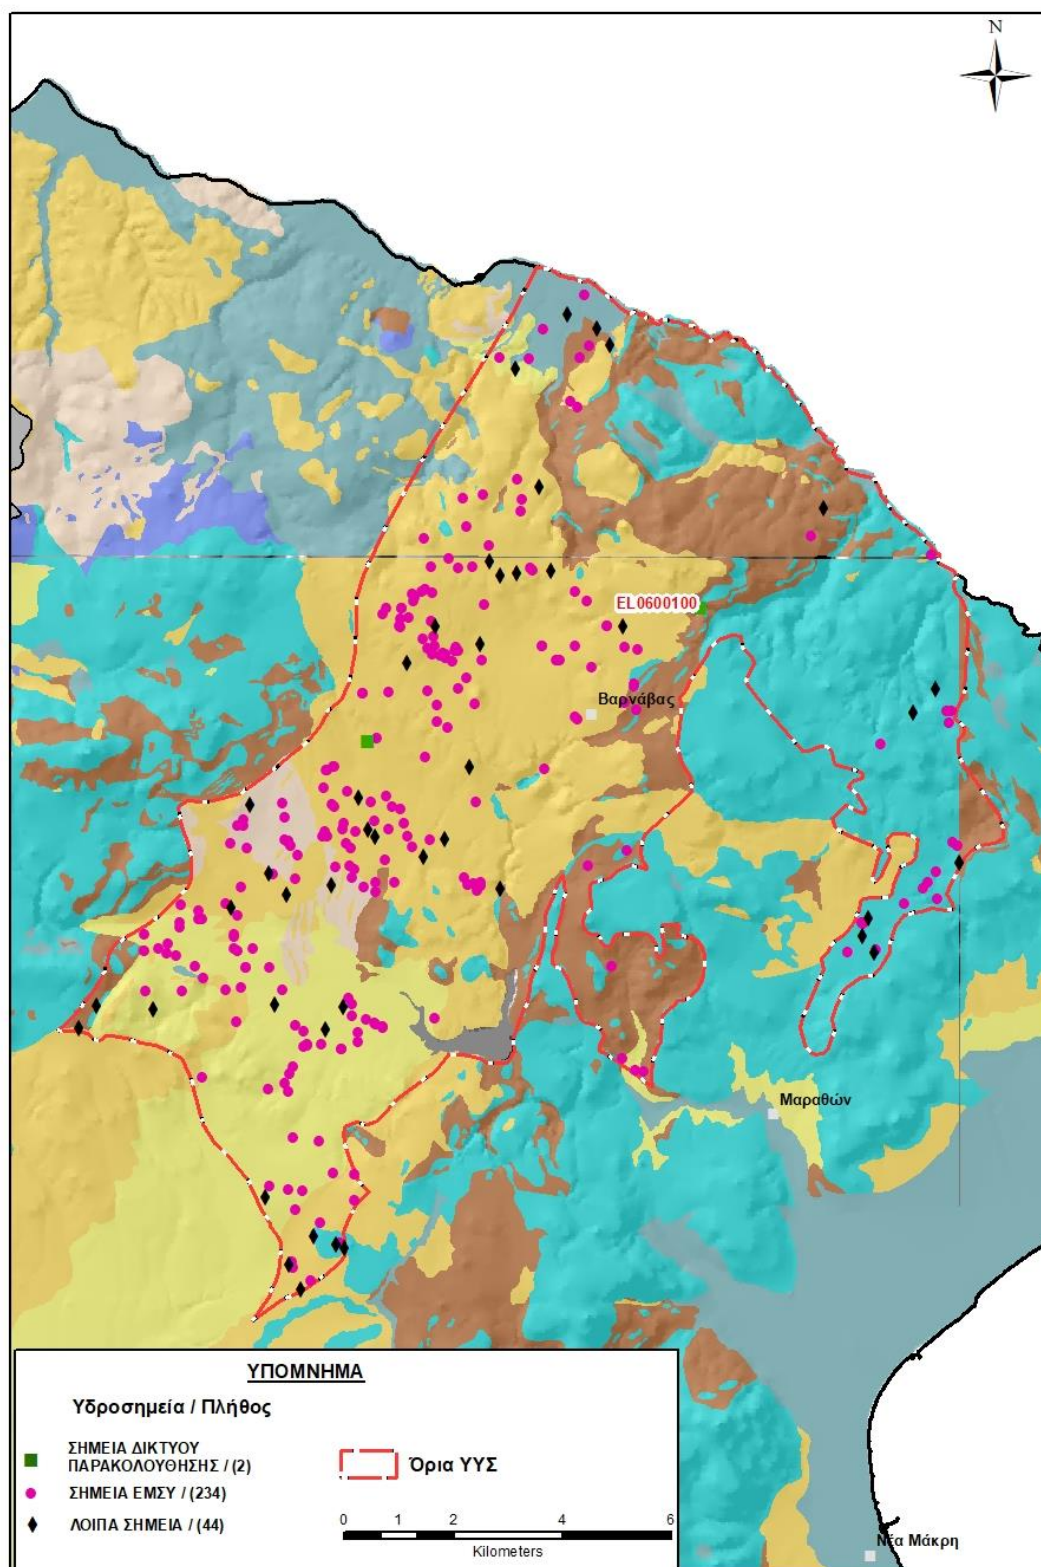 N
EL0600100
Βαρνάβας
Μαραθών
Νέα Μάκρη
ΥΠΟΜΝΗΜΑ
Υδροσημεία / Πλήθος
ΣΗΜΕΙΑ ΔΙΚΤΥΟΥ
ΠΑΡΑΚΟΛΟΥΘΗΣΗΣ / (2)
ΣΗΜΕΙΑ ΕΜΣΥ / (234)
ΛΟΙΠΑ ΣΗΜΕΙΑ / (44)
Όρια ΥΥΣ
0 1 2 4 6
Kilometers